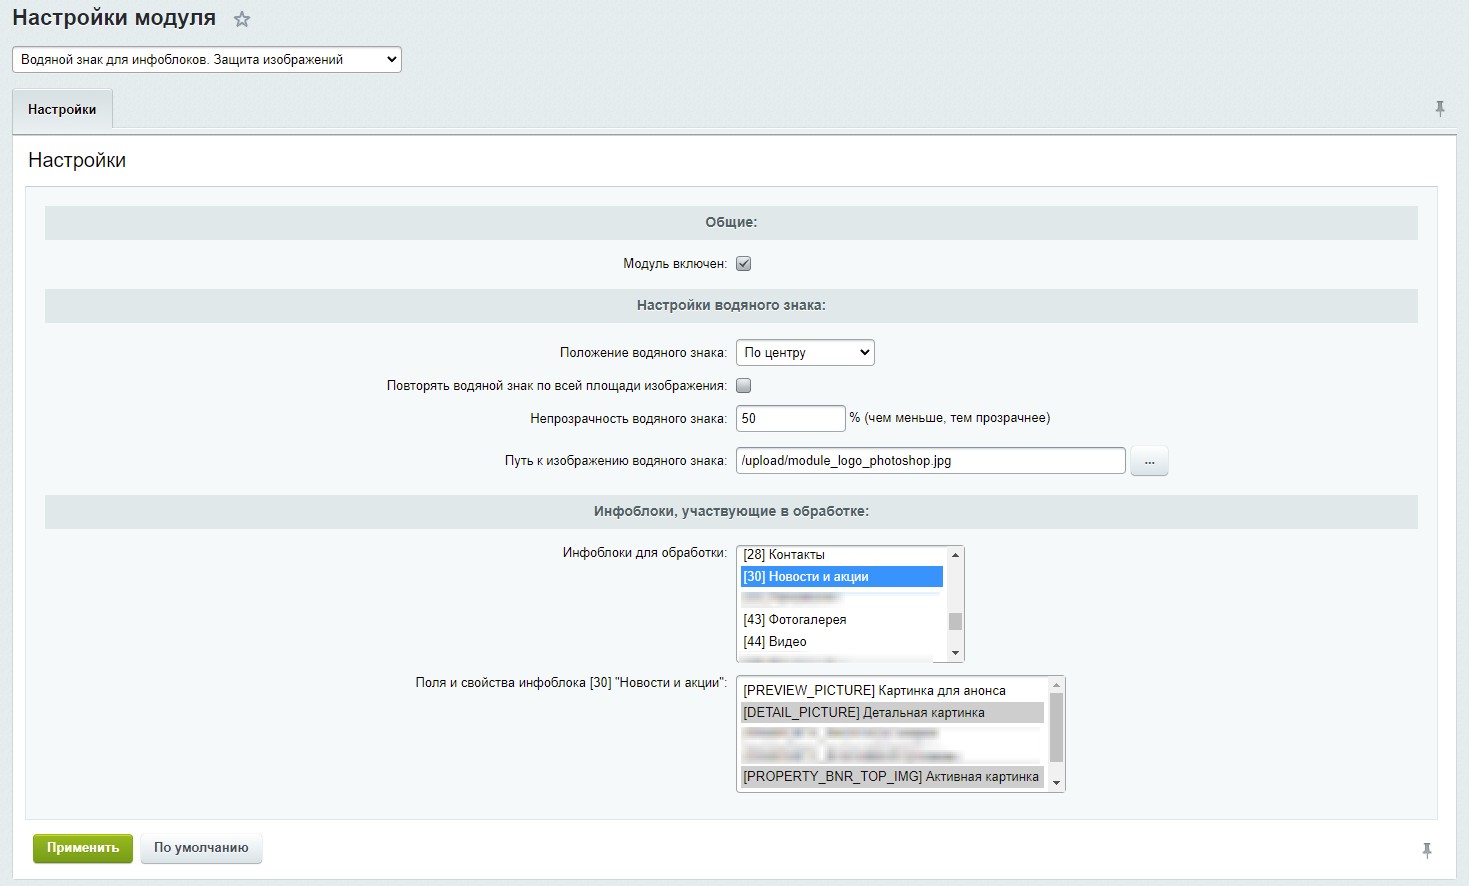 Настройки модуля
Водяной знак для инфоблоков. Защита изображений
Настройки
Настройки
Общие:
Модуль включен:
Настройки водяного знака:
Положение водяного знака: По центру
Повторять водяной знак по всей площади изображения:
Непрозрачность водяного знака: 50 % (чем меньше, тем прозрачнее)
Путь к изображению водяного знака: /upload/module_logo_photoshop.jpg ...
Инфоблоки, участвующие в обработке:
Инфоблоки для обработки: [28] Контакты
[30] Новости и акции
[43] Фотогалерея
[44] Видео
Поля и свойства инфоблока [30] "Новости и акции": [PREVIEW_PICTURE] Картинка для анонса
[DETAIL_PICTURE] Детальная картинка
[PROPERTY_BNR_TOP_IMG] Активная картинка
Применить По умолчанию